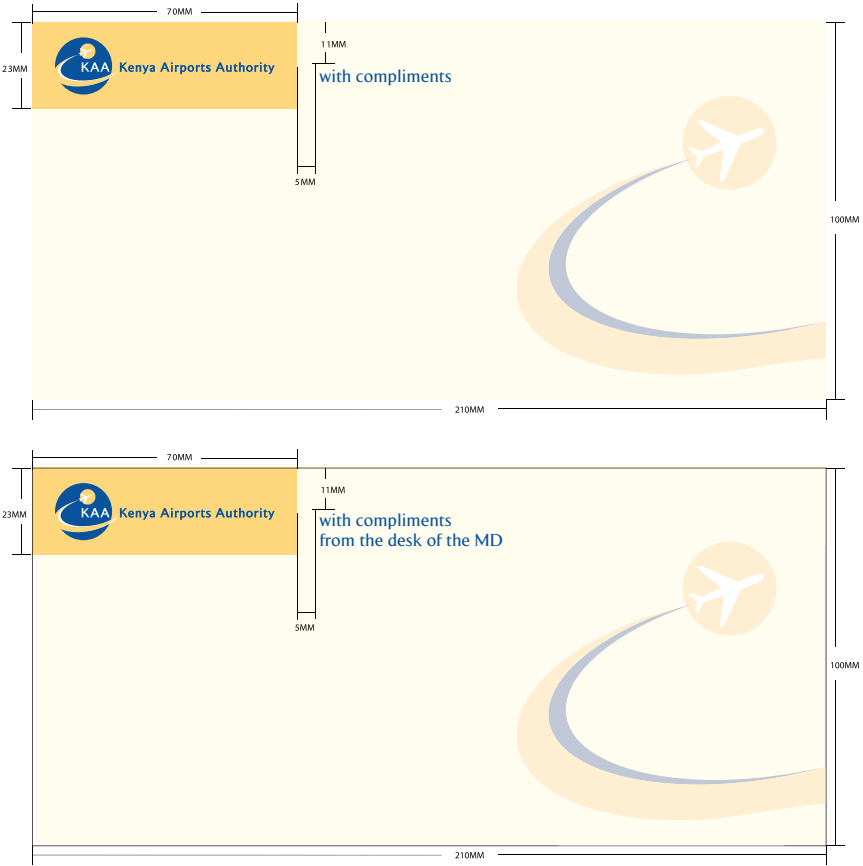 70MM
11MM
23MM
KAA Kenya Airports Authority
with compliments
5MM
100MM
210MM
70MM
11MM
23MM
KAA Kenya Airports Authority
with compliments
from the desk of the MD
5MM
100MM
210MM